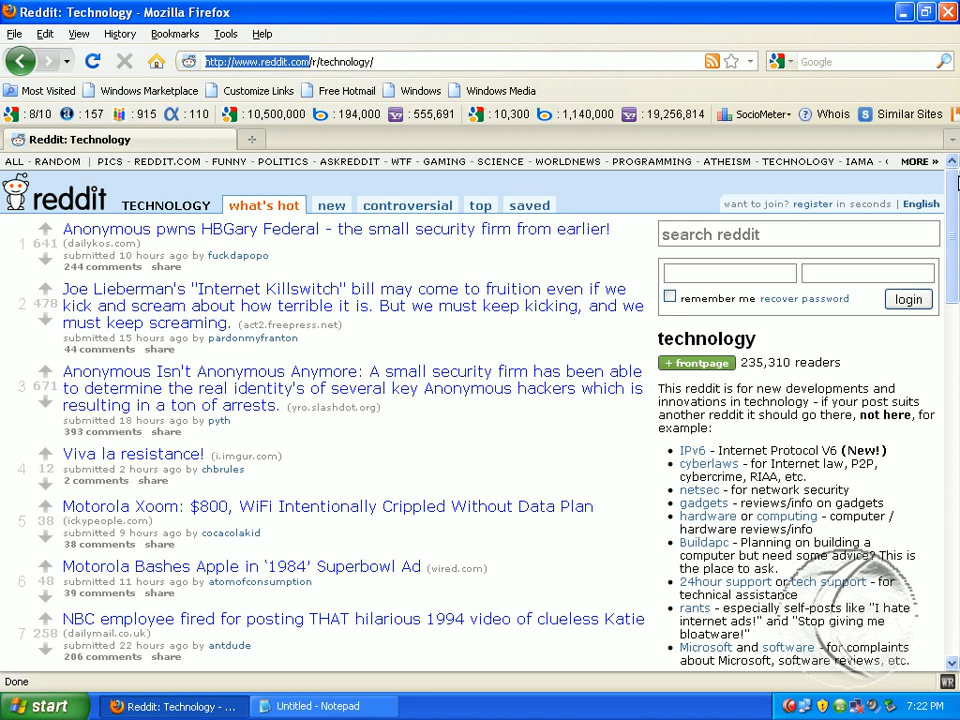 Reddit: Technology - Mozilla Firefox
File Edit View History Bookmarks Tools Help
http://www.reddit.com/r/technology/
Google
Most Visited Windows Marketplace Customize Links Free Hotmail Windows Windows Media
: 8/10 : 157 : 915 : 110 : 10,500,000 : 194,000 : 555,691 : 10,300 : 1,140,000 : 19,256,814 SocioMeter Whois Similar Sites
Reddit: Technology
ALL - RANDOM | PICS - REDDIT.COM - FUNNY - POLITICS - ASKREDDIT - WTF - GAMING - SCIENCE - WORLDNEWS - PROGRAMMING - ATHEISM - TECHNOLOGY - IAMA - MORE »
reddit TECHNOLOGY what's hot new controversial top saved
want to join? register in seconds | English
1 641 Anonymous pwns HBGary Federal - the small security firm from earlier!
(dailykos.com)
submitted 10 hours ago by fuckdapopo
244 comments share
2 478 Joe Lieberman's "Internet Killswitch" bill may come to fruition even if we
kick and scream about how terrible it is. But we must keep kicking, and we
must keep screaming. (act2.freepress.net)
submitted 15 hours ago by pardonmyfranton
44 comments share
3 671 Anonymous Isn't Anonymous Anymore: A small security firm has been able
to determine the real identity's of several key Anonymous hackers which is
resulting in a ton of arrests. (yro.slashdot.org)
submitted 18 hours ago by pyth
393 comments share
4 12 Viva la resistance! (i.imgur.com)
submitted 2 hours ago by chbrules
2 comments share
5 38 Motorola Xoom: $800, WiFi Intentionally Crippled Without Data Plan
(ickypeople.com)
submitted 9 hours ago by cocacolakid
38 comments share
6 48 Motorola Bashes Apple in ‘1984’ Superbowl Ad (wired.com)
submitted 11 hours ago by atomofconsumption
39 comments share
7 258 NBC employee fired for posting THAT hilarious 1994 video of clueless Katie
(dailymail.co.uk)
submitted 22 hours ago by antdude
206 comments share
search reddit
remember me recover password login
technology
+ frontpage 235,310 readers
This reddit is for new developments and
innovations in technology - if your post suits
another reddit it should go there, not here, for
example:
IPv6 - Internet Protocol V6 (New!)
cyberlaws - for Internet law, P2P,
cybercrime, RIAA, etc.
netsec - for network security
gadgets - reviews/info on gadgets
hardware or computing - computer /
hardware reviews/info
Buildapc - Planning on building a
computer but need some advice? This is
the place to ask.
24hour support or tech support - for
technical assistance
rants - especially self-posts like "I hate
internet ads!" and "Stop giving me
bloatware!"
Microsoft and software - for complaints
about Microsoft, software reviews, etc.
Done
WR
start Reddit: Technology - ... Untitled - Notepad 7:22 PM